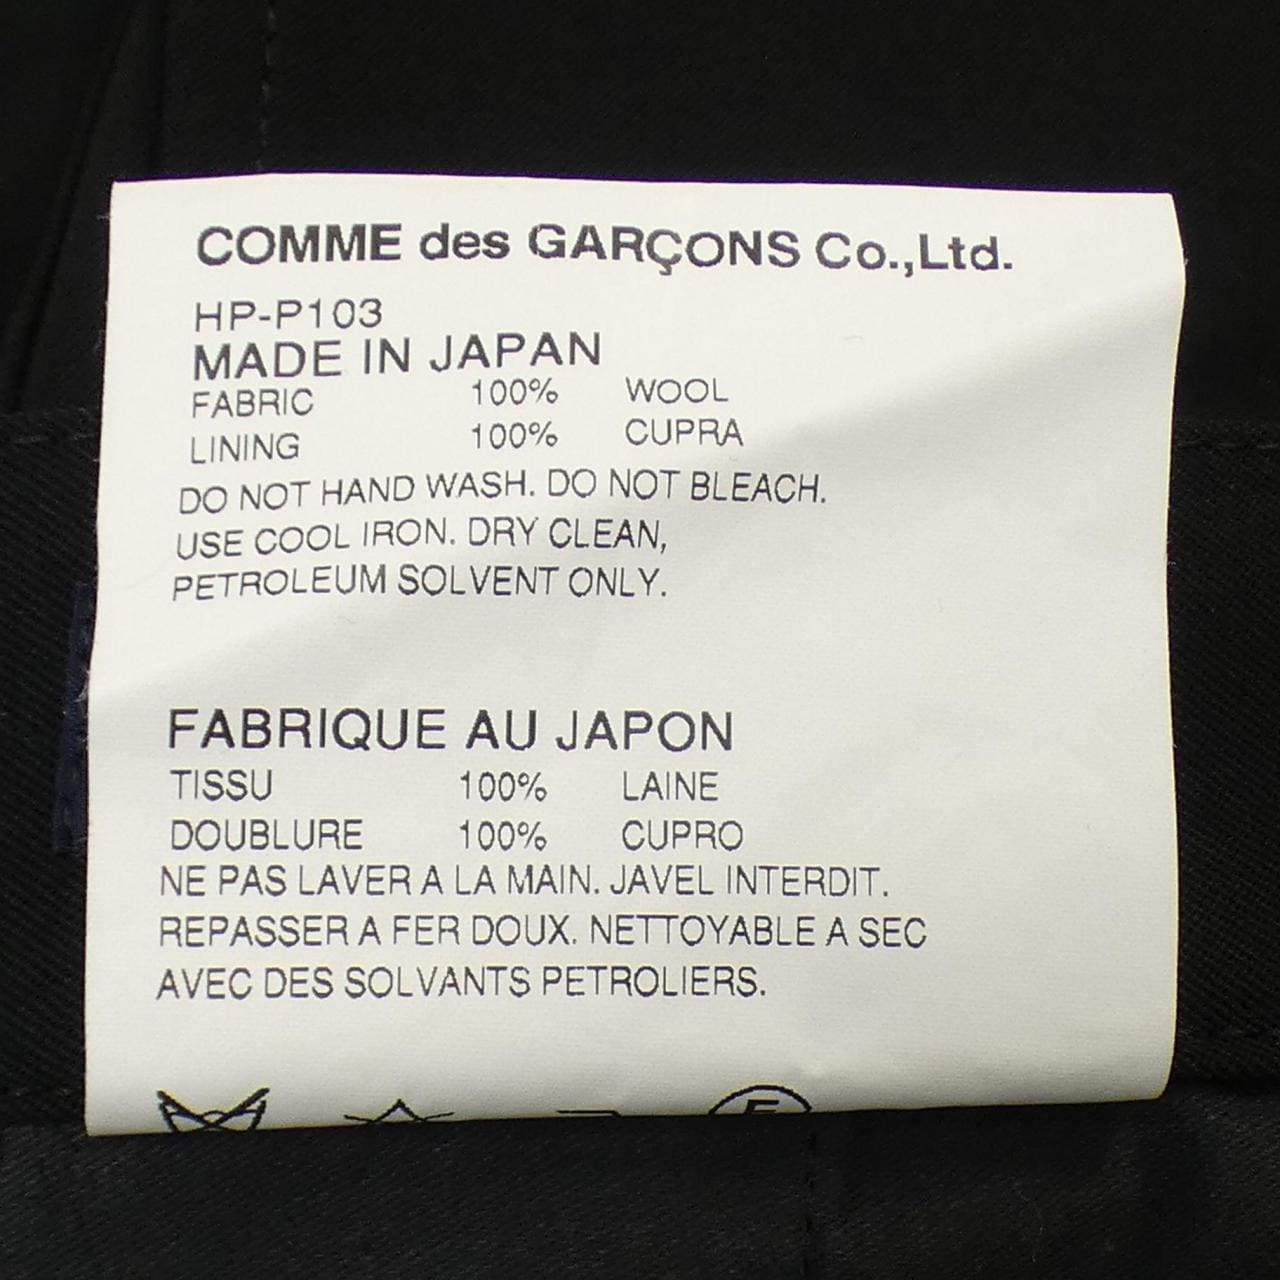 COMME des GARÇONS Co.,Ltd.
HP-P103
MADE IN JAPAN
FABRIC 100% WOOL
LINING 100% CUPRA
DO NOT HAND WASH. DO NOT BLEACH.
USE COOL IRON. DRY CLEAN,
PETROLEUM SOLVENT ONLY.
FABRIQUE AU JAPON
TISSU 100% LAINE
DOUBLURE 100% CUPRO
NE PAS LAVER A LA MAIN. JAVEL INTERDIT.
REPASSER A FER DOUX. NETTOYABLE A SEC
AVEC DES SOLVANTS PETROLIERS.